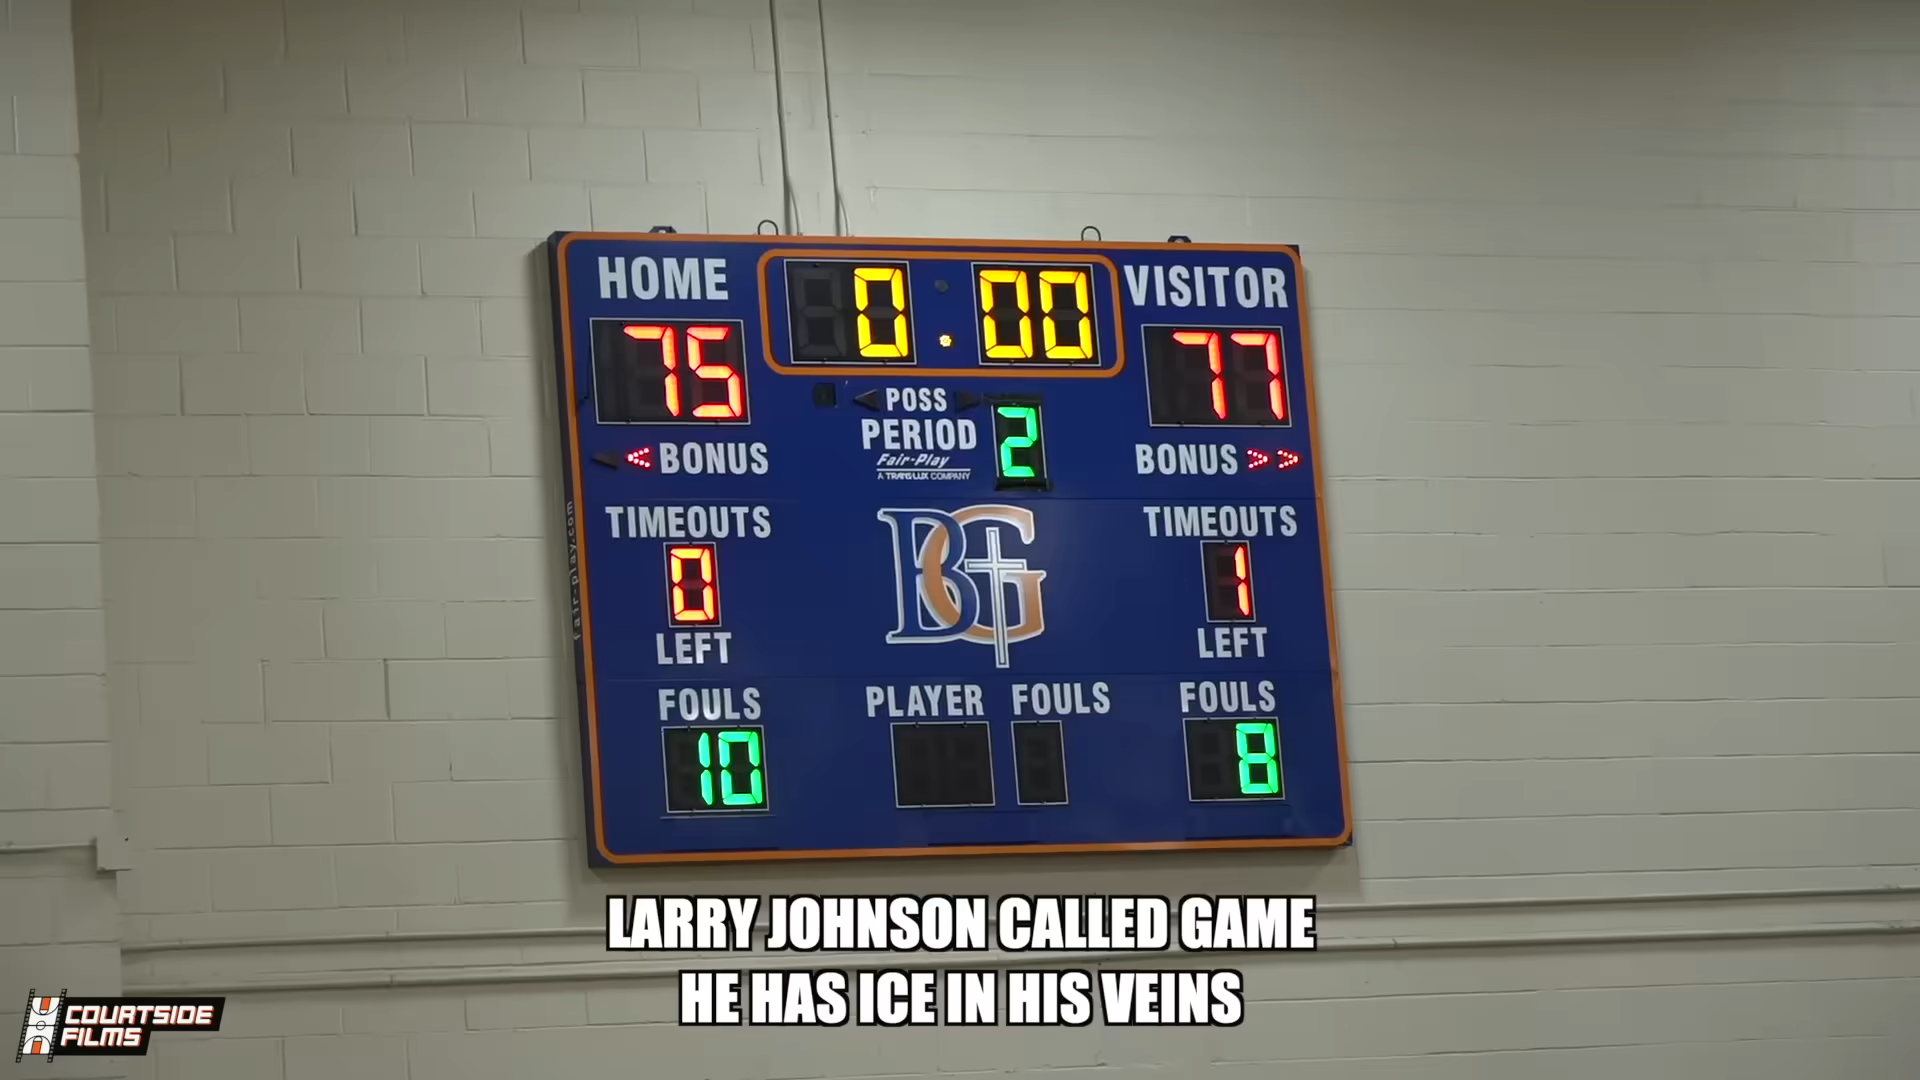 HOME
0:00
VISITOR
75
77
POSS
PERIOD
2
Fair-Play
A TRANS-LUX COMPANY
< BONUS
BONUS >>
TIMEOUTS
0
LEFT
BG
TIMEOUTS
1
LEFT
fair-play.com
FOULS
10
PLAYER FOULS
FOULS
8
LARRY JOHNSON CALLED GAME
HE HAS ICE IN HIS VEINS
COURTSIDE
FILMS